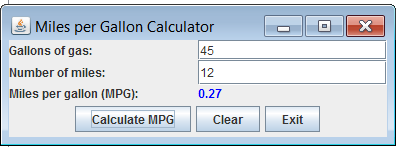 Miles per Gallon Calculator
Gallons of gas: 45
Number of miles: 12
Miles per gallon (MPG): 0.27
Calculate MPG Clear Exit